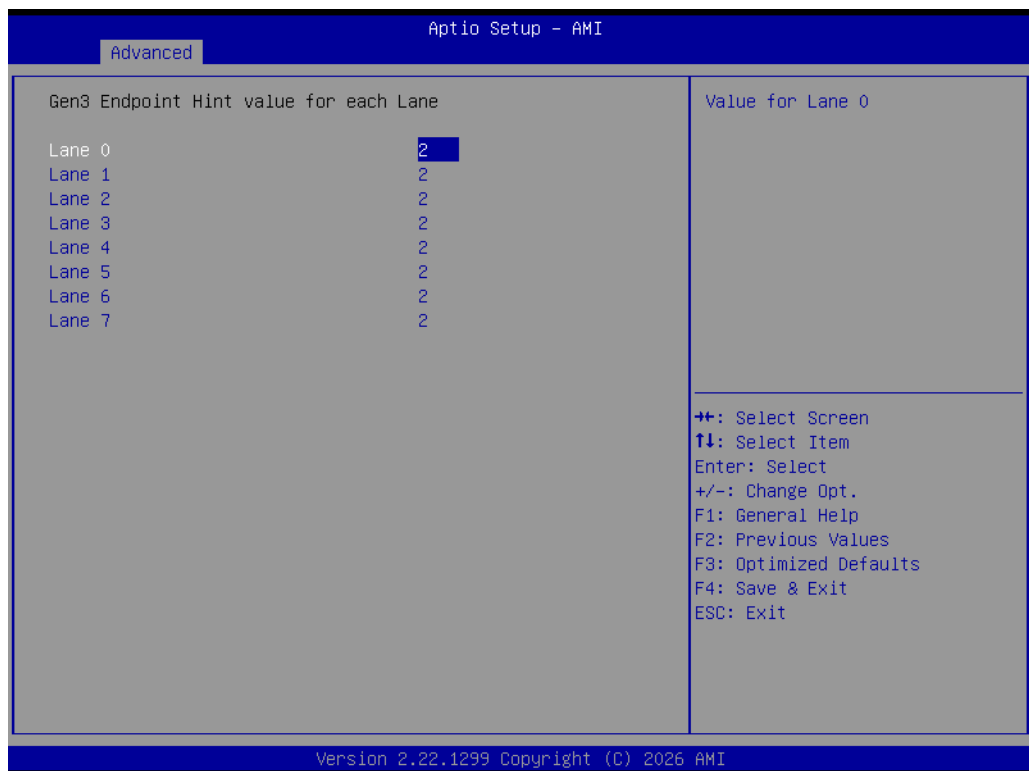 Aptio Setup – AMI
Advanced
Gen3 Endpoint Hint value for each Lane
Lane 0 2
Lane 1 2
Lane 2 2
Lane 3 2
Lane 4 2
Lane 5 2
Lane 6 2
Lane 7 2
Value for Lane 0
→←: Select Screen
↑↓: Select Item
Enter: Select
+/-: Change Opt.
F1: General Help
F2: Previous Values
F3: Optimized Defaults
F4: Save & Exit
ESC: Exit
Version 2.22.1299 Copyright (C) 2026 AMI